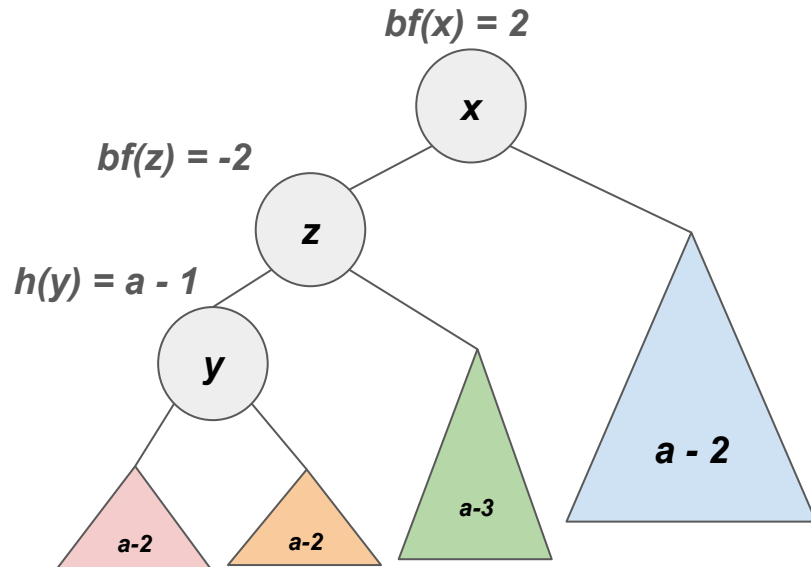 bf(x) = 2
x
bf(z) = -2
z
h(y) = a - 1
y
a - 2
a-3
a-2
a-2